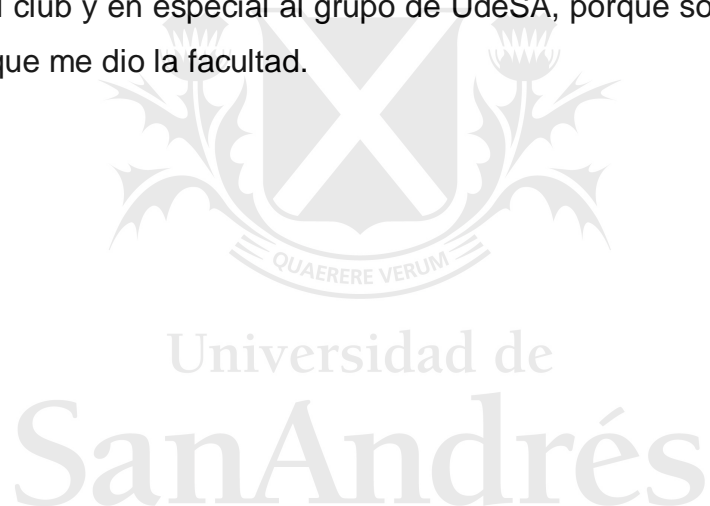 l club y en especial al grupo de UdeSA, porque so
que me dio la facultad.
QUAERERE VERUM
Universidad de
SanAndrés